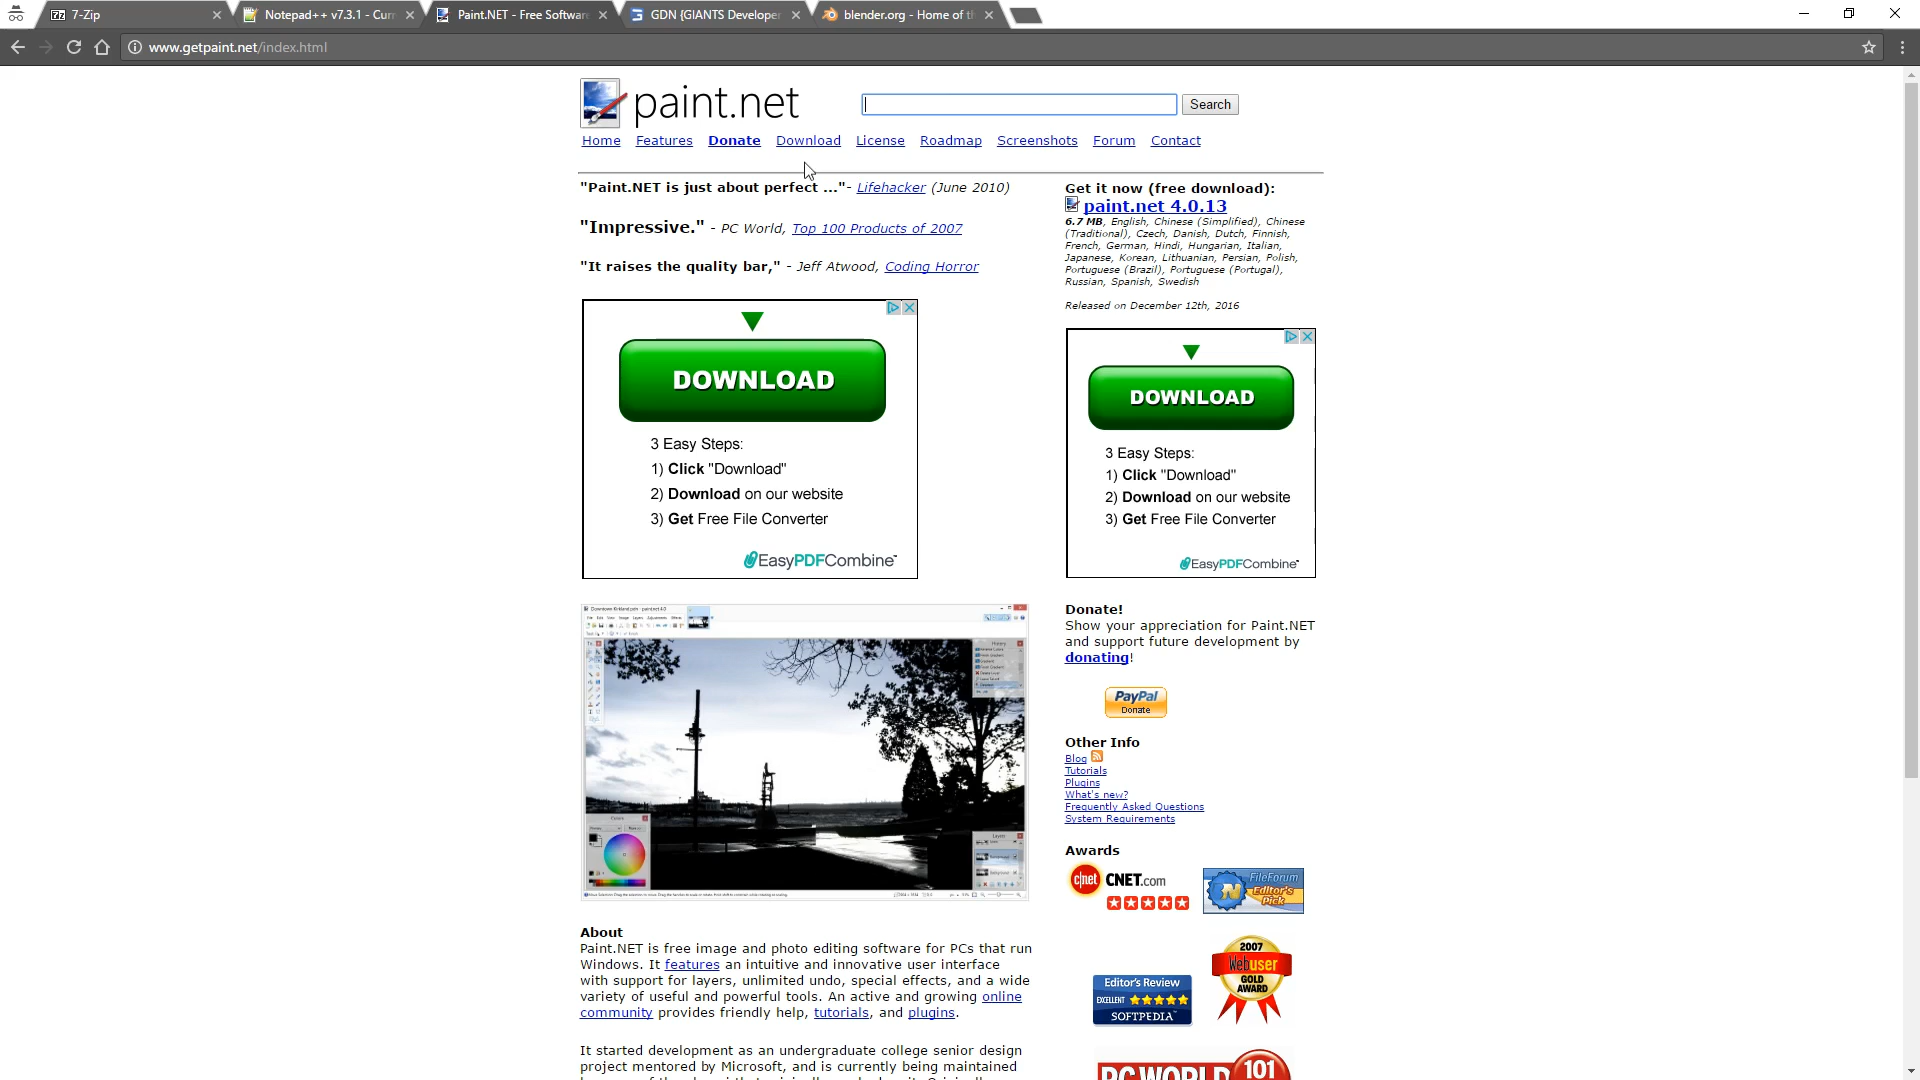 7-Zip
Notepad++ v7.3.1 - Curr
Paint.NET - Free Software
GDN {GIANTS Developer
blender.org - Home of th
www.getpaint.net/index.html
paint.net
Search
Home Features Donate Download License Roadmap Screenshots Forum Contact
"Paint.NET is just about perfect ..."- Lifehacker (June 2010)
"Impressive." - PC World, Top 100 Products of 2007
"It raises the quality bar," - Jeff Atwood, Coding Horror
Get it now (free download):
paint.net 4.0.13
6.7 MB, English, Chinese (Simplified), Chinese
(Traditional), Czech, Danish, Dutch, Finnish,
French, German, Hindi, Hungarian, Italian,
Japanese, Korean, Lithuanian, Persian, Polish,
Portuguese (Brazil), Portuguese (Portugal),
Russian, Spanish, Swedish
Released on December 12th, 2016
DOWNLOAD
3 Easy Steps:
1) Click "Download"
2) Download on our website
3) Get Free File Converter
EasyPDFCombine
DOWNLOAD
3 Easy Steps:
1) Click "Download"
2) Download on our website
3) Get Free File Converter
EasyPDFCombine
Donate!
Show your appreciation for Paint.NET
and support future development by
donating!
PayPal
Donate
Other Info
Blog
Tutorials
Plugins
What's new?
Frequently Asked Questions
System Requirements
Awards
c|net CNET.com
FileForum
Editor's
Pick
2007
Webuser
GOLD
AWARD
Editor's Review
EXCELLENT
SOFTPEDIA
PC WORLD 101
About
Paint.NET is free image and photo editing software for PCs that run
Windows. It features an intuitive and innovative user interface
with support for layers, unlimited undo, special effects, and a wide
variety of useful and powerful tools. An active and growing online
community provides friendly help, tutorials, and plugins.
It started development as an undergraduate college senior design
project mentored by Microsoft, and is currently being maintained